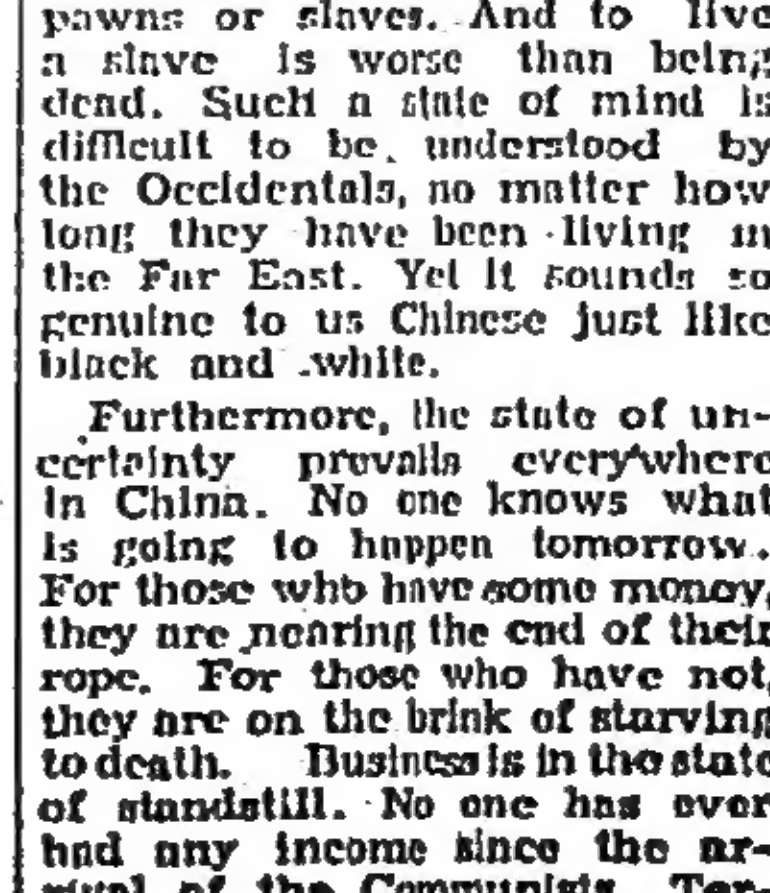 pawns or slaves. And to live
a slave is worse than being
dead. Such a state of mind is
difficult to be understood by
the Occidentals, no matter how
long they have been living in
the Far East. Yet it sounds so
genuine to us Chinese just like
black and white.
Furthermore, the state of un-
certainty prevails everywhere
in China. No one knows what
is going to happen tomorrow.
For those who have some money,
they are nearing the end of their
rope. For those who have not,
they are on the brink of starving
to death. Business is in the state
of standstill. No one has ever
had any income since the ar-
rival of the Communists. Ter-